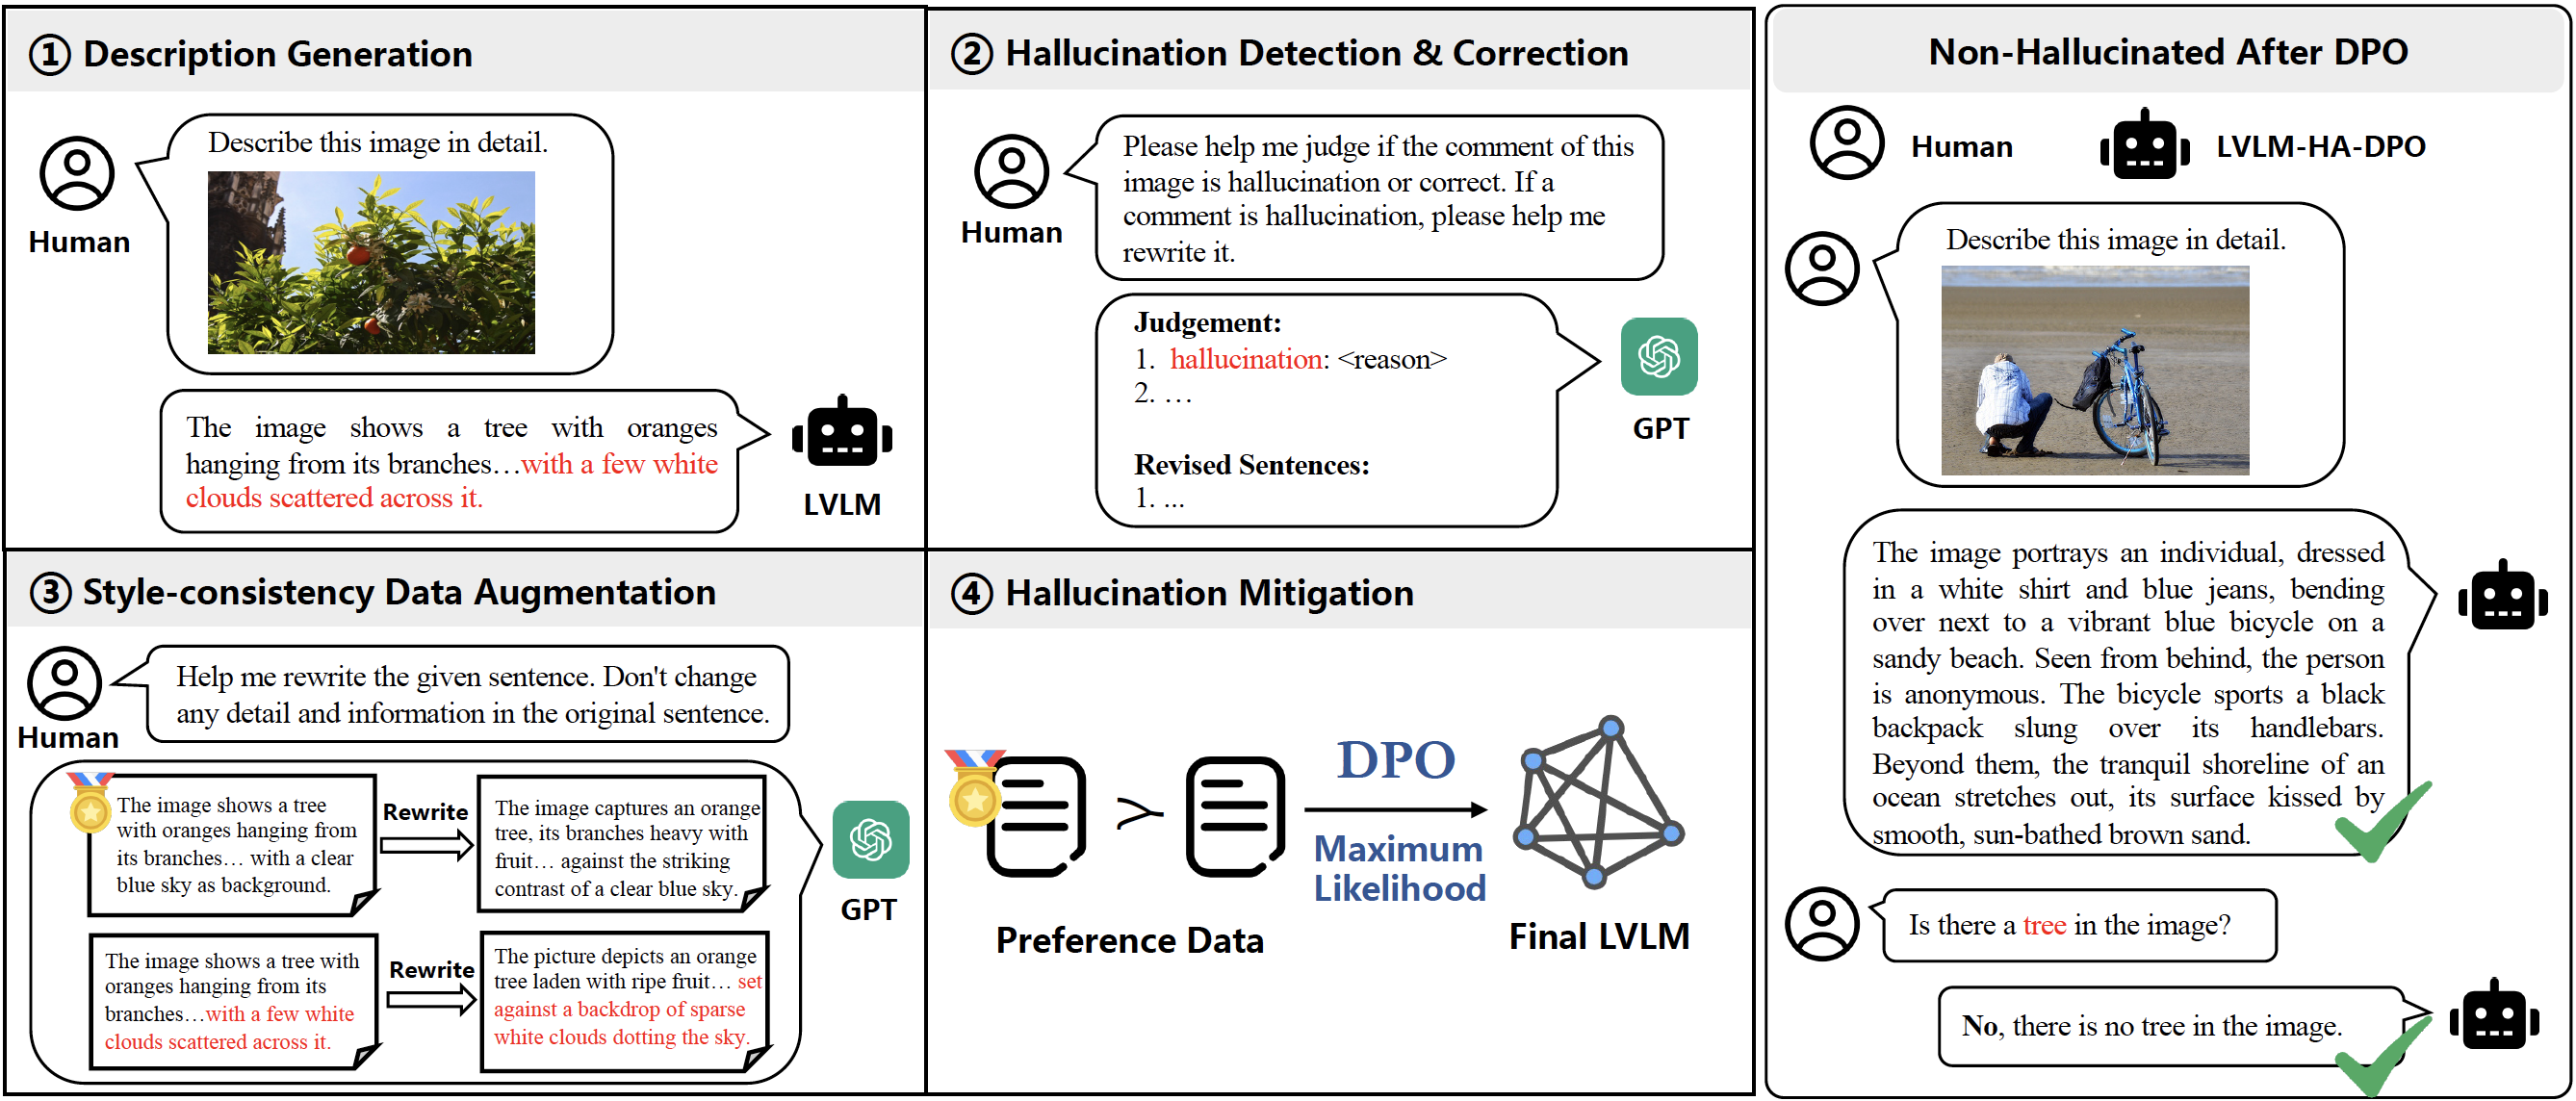 ① Description Generation
Describe this image in detail.
Human
The image shows a tree with oranges
hanging from its branches…with a few white
clouds scattered across it.
LVLM
② Hallucination Detection & Correction
Please help me judge if the comment of this
image is hallucination or correct. If a
comment is hallucination, please help me
rewrite it.
Human
Judgement:
1. hallucination: <reason>
2. …
Revised Sentences:
1. ...
GPT
③ Style-consistency Data Augmentation
Help me rewrite the given sentence. Don't change
any detail and information in the original sentence.
Human
The image shows a tree
with oranges hanging from
its branches… with a clear
blue sky as background.
Rewrite
The image captures an orange
tree, its branches heavy with
fruit… against the striking
contrast of a clear blue sky.
The image shows a tree with
oranges hanging from its
branches…with a few white
clouds scattered across it.
Rewrite
The picture depicts an orange
tree laden with ripe fruit… set
against a backdrop of sparse
white clouds dotting the sky.
GPT
④ Hallucination Mitigation
≻
DPO
Maximum
Likelihood
Preference Data
Final LVLM
Non-Hallucinated After DPO
Human
LVLM-HA-DPO
Describe this image in detail.
The image portrays an individual, dressed
in a white shirt and blue jeans, bending
over next to a vibrant blue bicycle on a
sandy beach. Seen from behind, the person
is anonymous. The bicycle sports a black
backpack slung over its handlebars.
Beyond them, the tranquil shoreline of an
ocean stretches out, its surface kissed by
smooth, sun-bathed brown sand.
Is there a tree in the image?
No, there is no tree in the image.